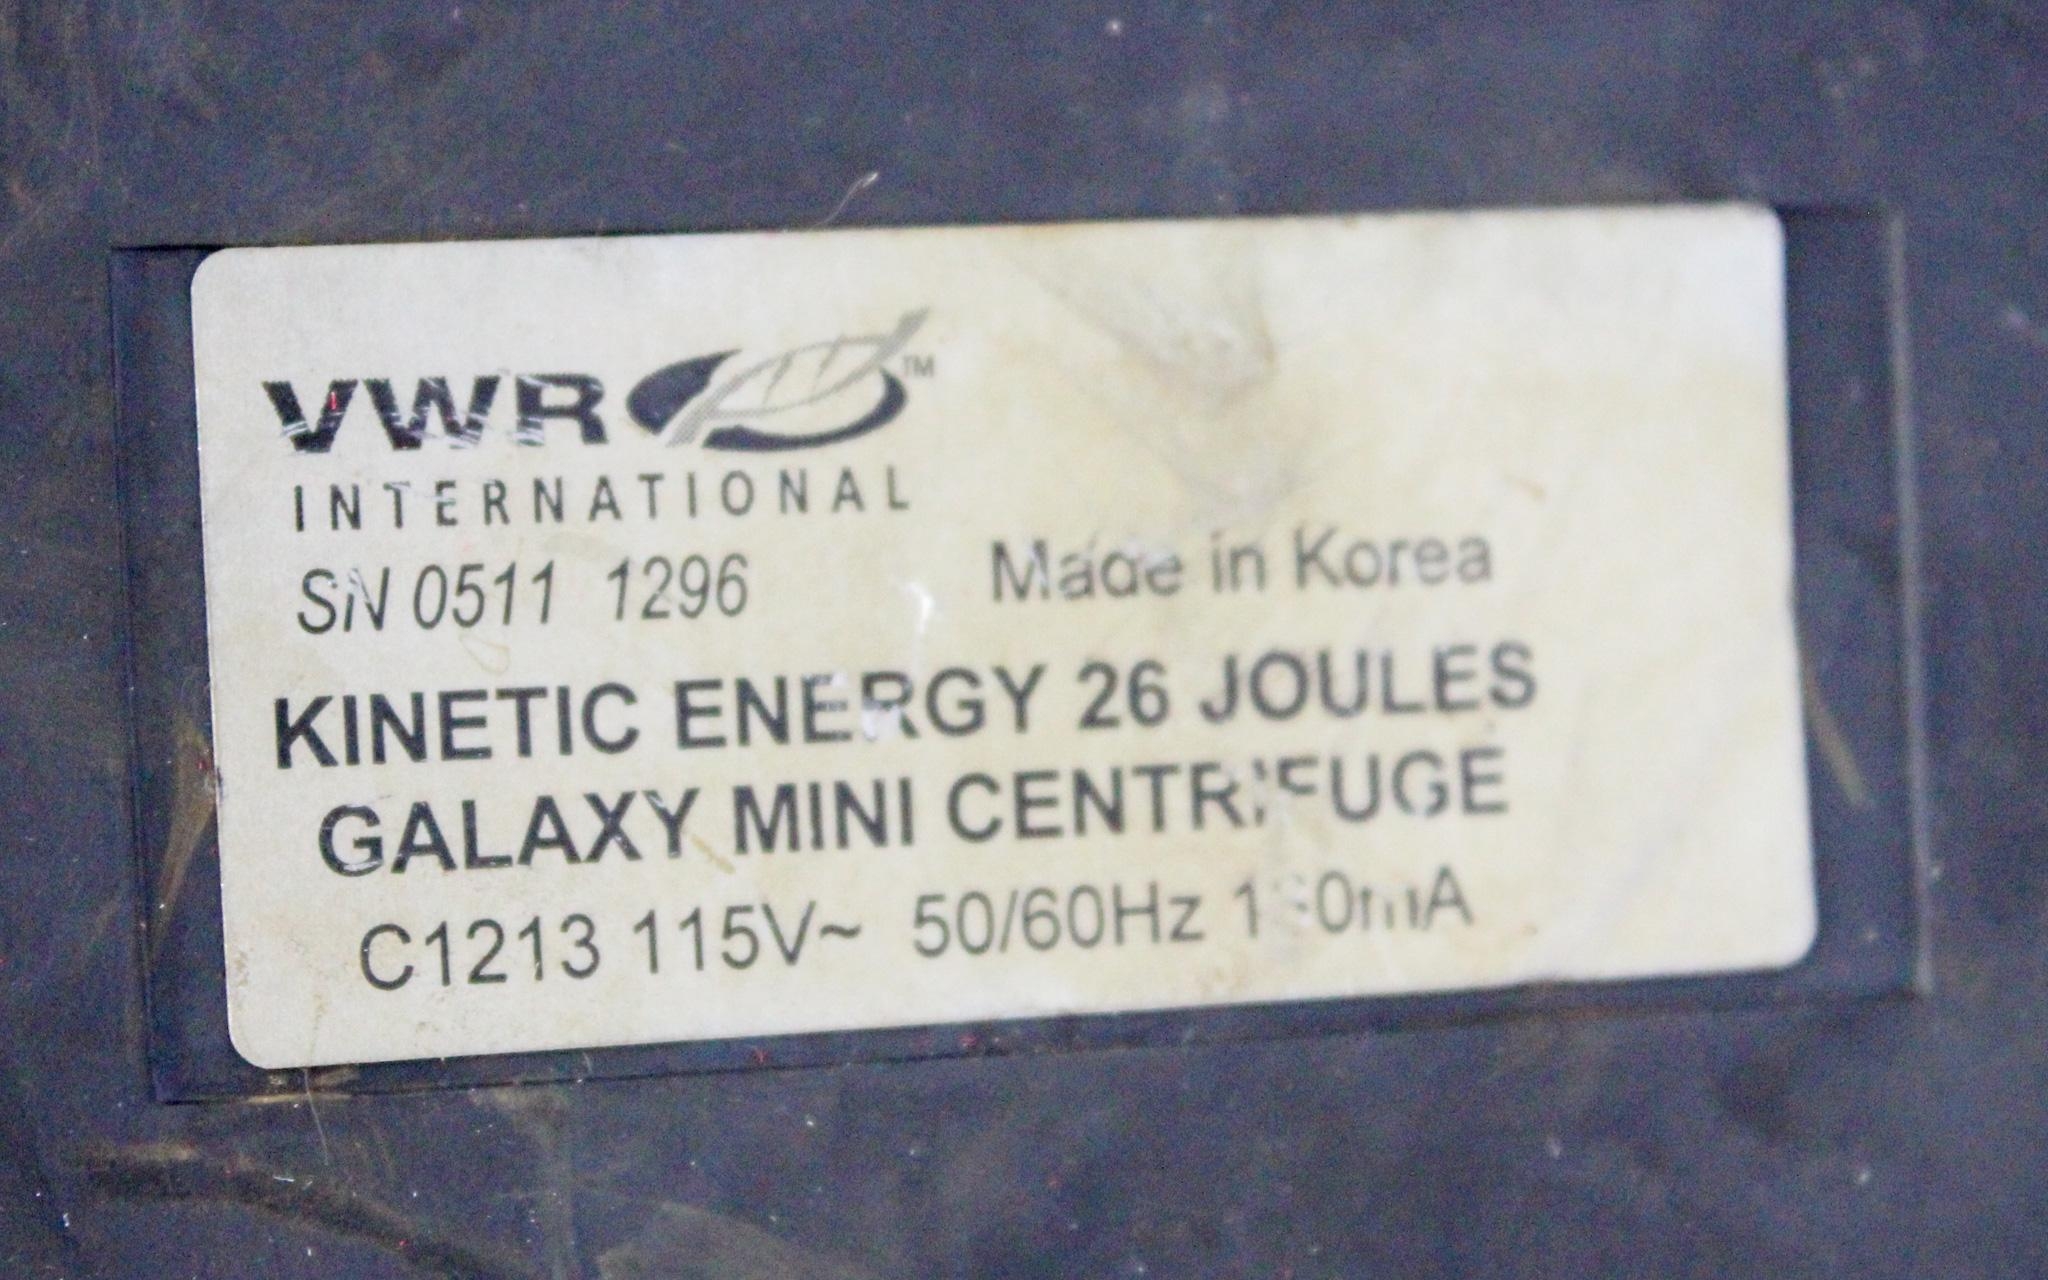 VWR TM
INTERNATIONAL
SN 0511 1296 Made in Korea
KINETIC ENERGY 26 JOULES
GALAXY MINI CENTRIFUGE
C1213 115V~ 50/60Hz